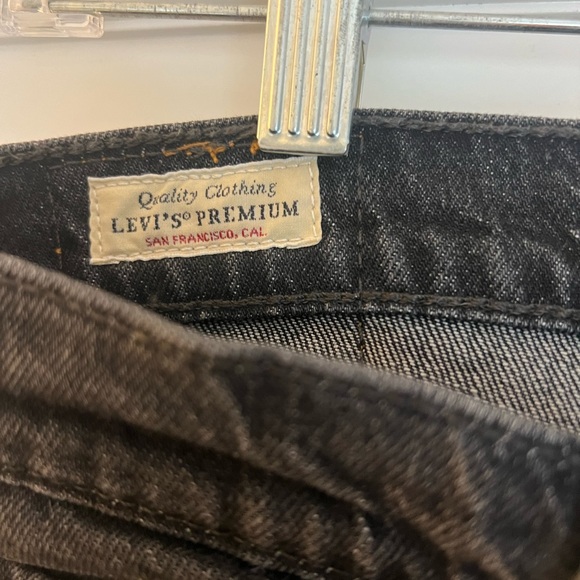 Quality Clothing
LEVI'S® PREMIUM
SAN FRANCISCO, CAL.